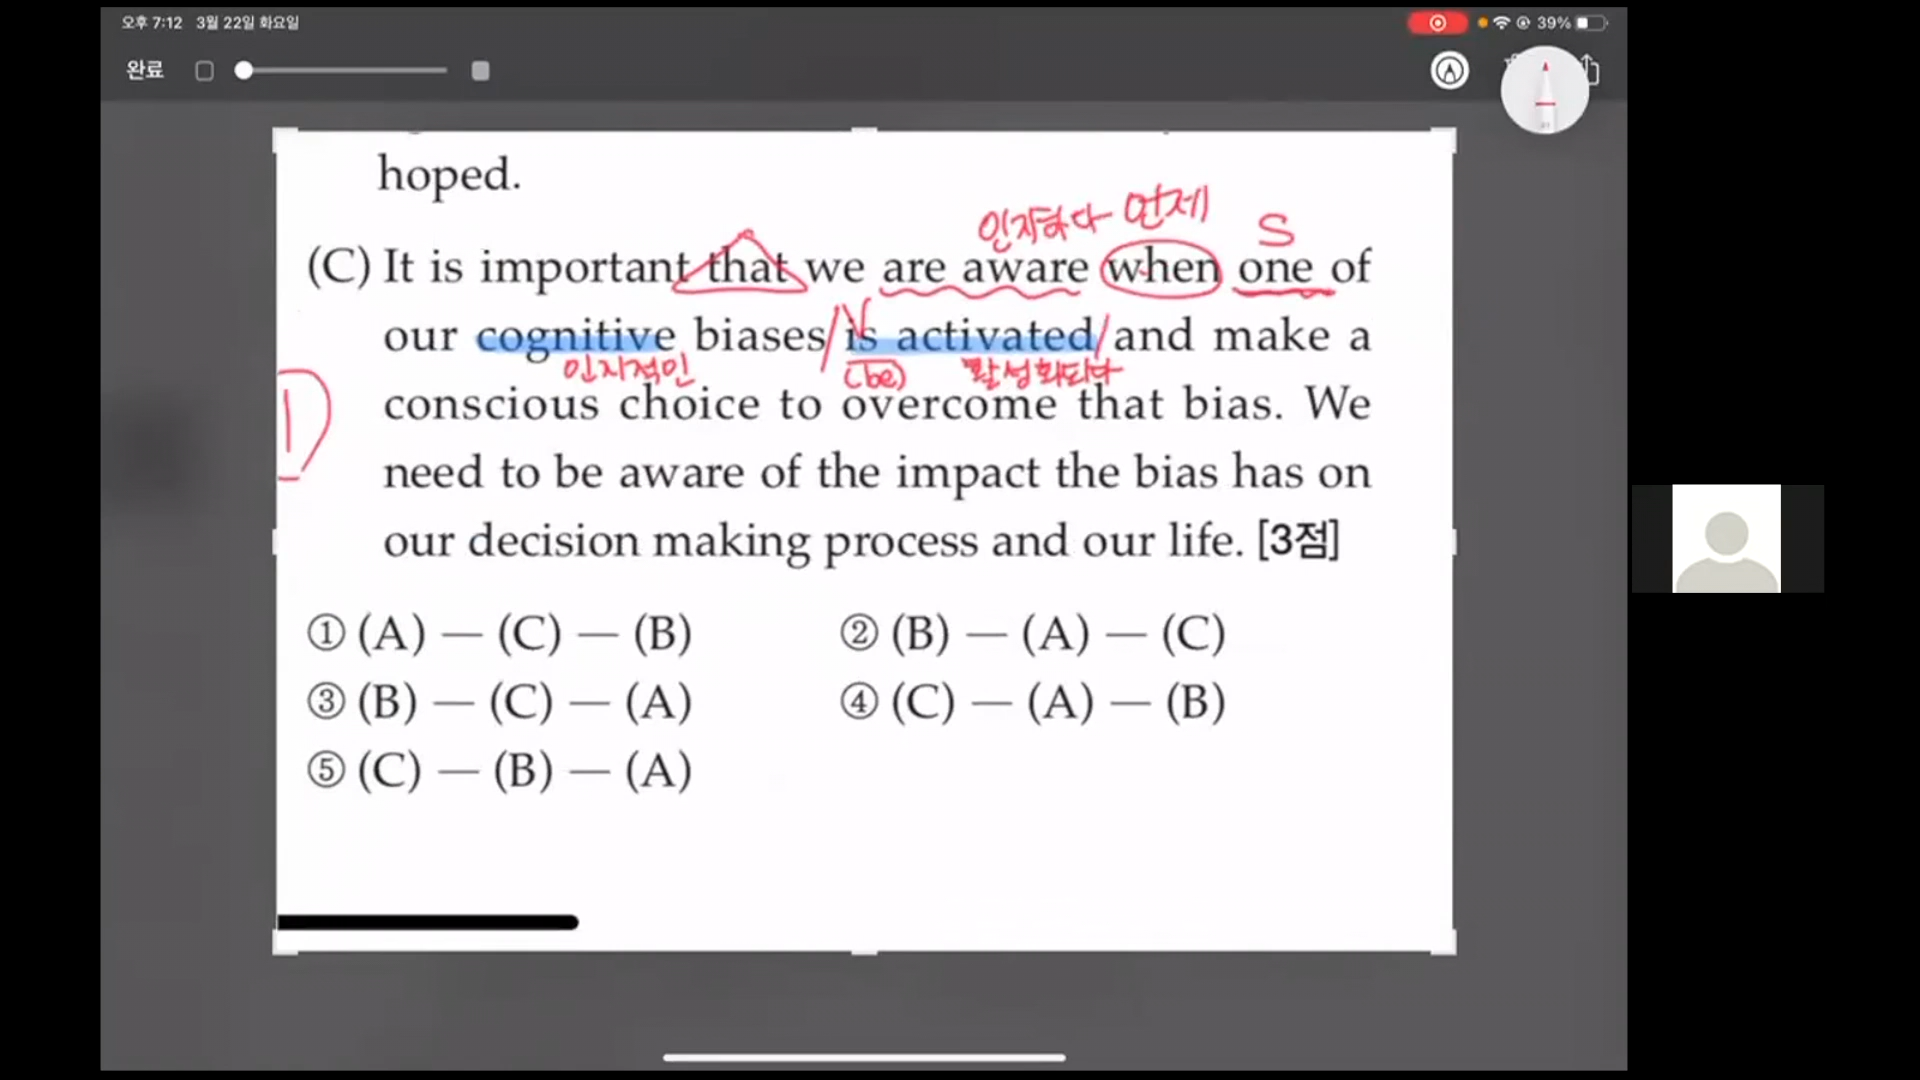 오후 7:12 3월 22일 화요일
39%
완료
hoped.
인지하다 언제 S
(C) It is important that we are aware when one of
V
our cognitive biases is activated and make a
인지적인 (be) 활성화되다
1)
conscious choice to overcome that bias. We
need to be aware of the impact the bias has on
our decision making process and our life. [3점]
① (A) — (C) — (B) ② (B) — (A) — (C)
③ (B) — (C) — (A) ④ (C) — (A) — (B)
⑤ (C) — (B) — (A)